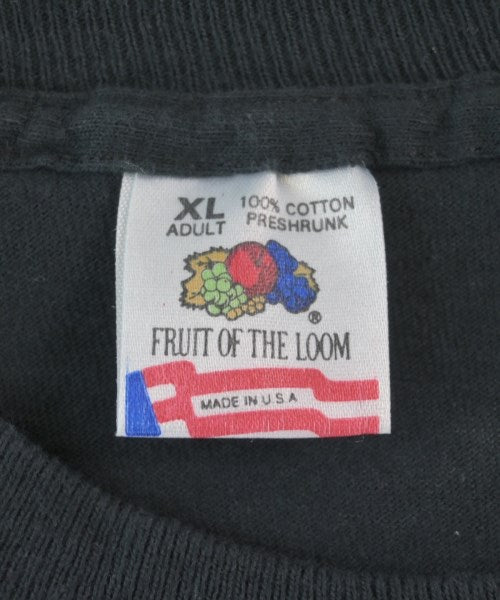 XL 100% COTTON
ADULT PRESHRUNK
®
FRUIT OF THE LOOM
MADE IN U.S.A